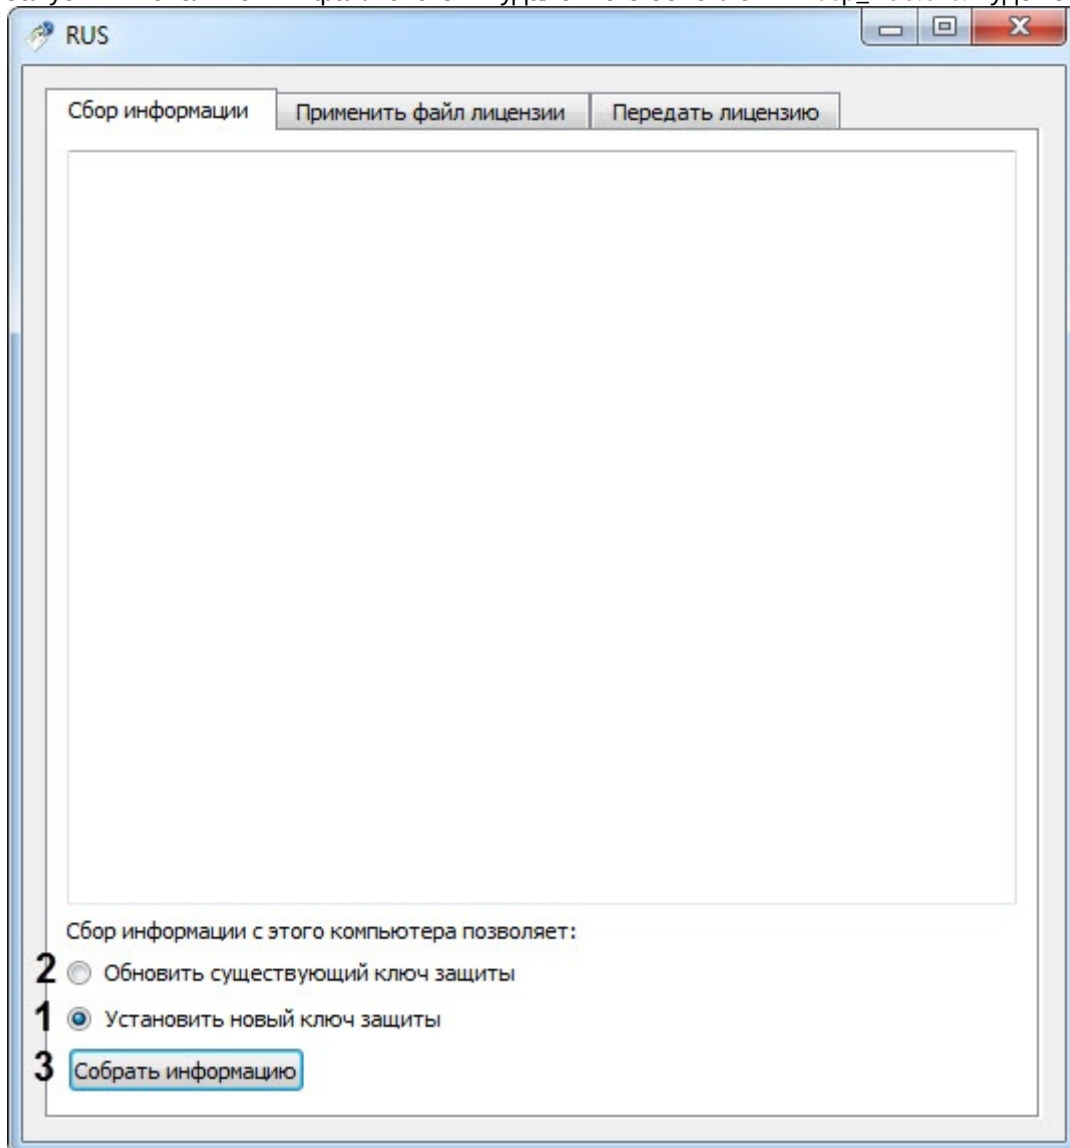 RUS
Сбор информации
Применить файл лицензии
Передать лицензию
Сбор информации с этого компьютера позволяет:
2 Обновить существующий ключ защиты
1 Установить новый ключ защиты
3 Собрать информацию